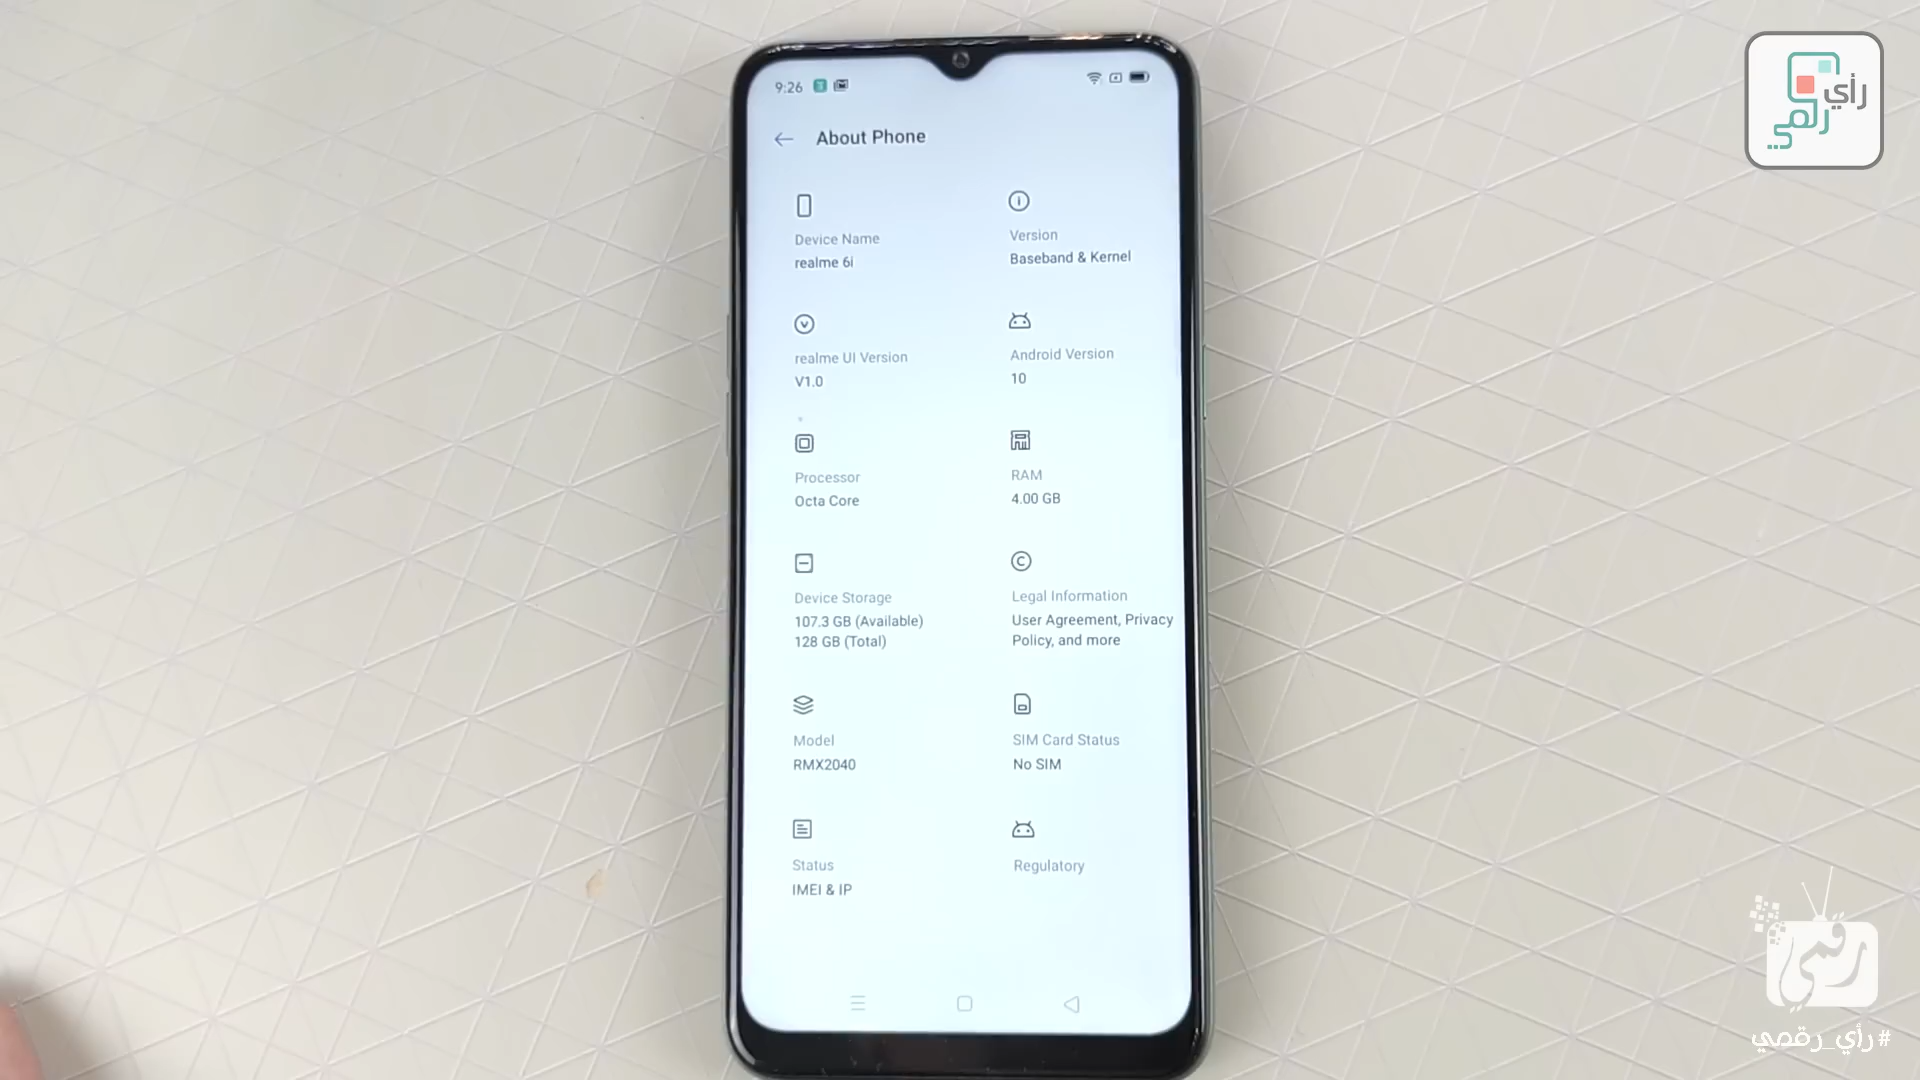 9:26
About Phone
Device Name
realme 6i
Version
Baseband & Kernel
realme UI Version
V1.0
Android Version
10
Processor
Octa Core
RAM
4.00 GB
Device Storage
107.3 GB (Available)
128 GB (Total)
Legal Information
User Agreement, Privacy
Policy, and more
Model
RMX2040
SIM Card Status
No SIM
Status
IMEI & IP
Regulatory
رأي
رقمي
رقمي
#رأي_رقمي